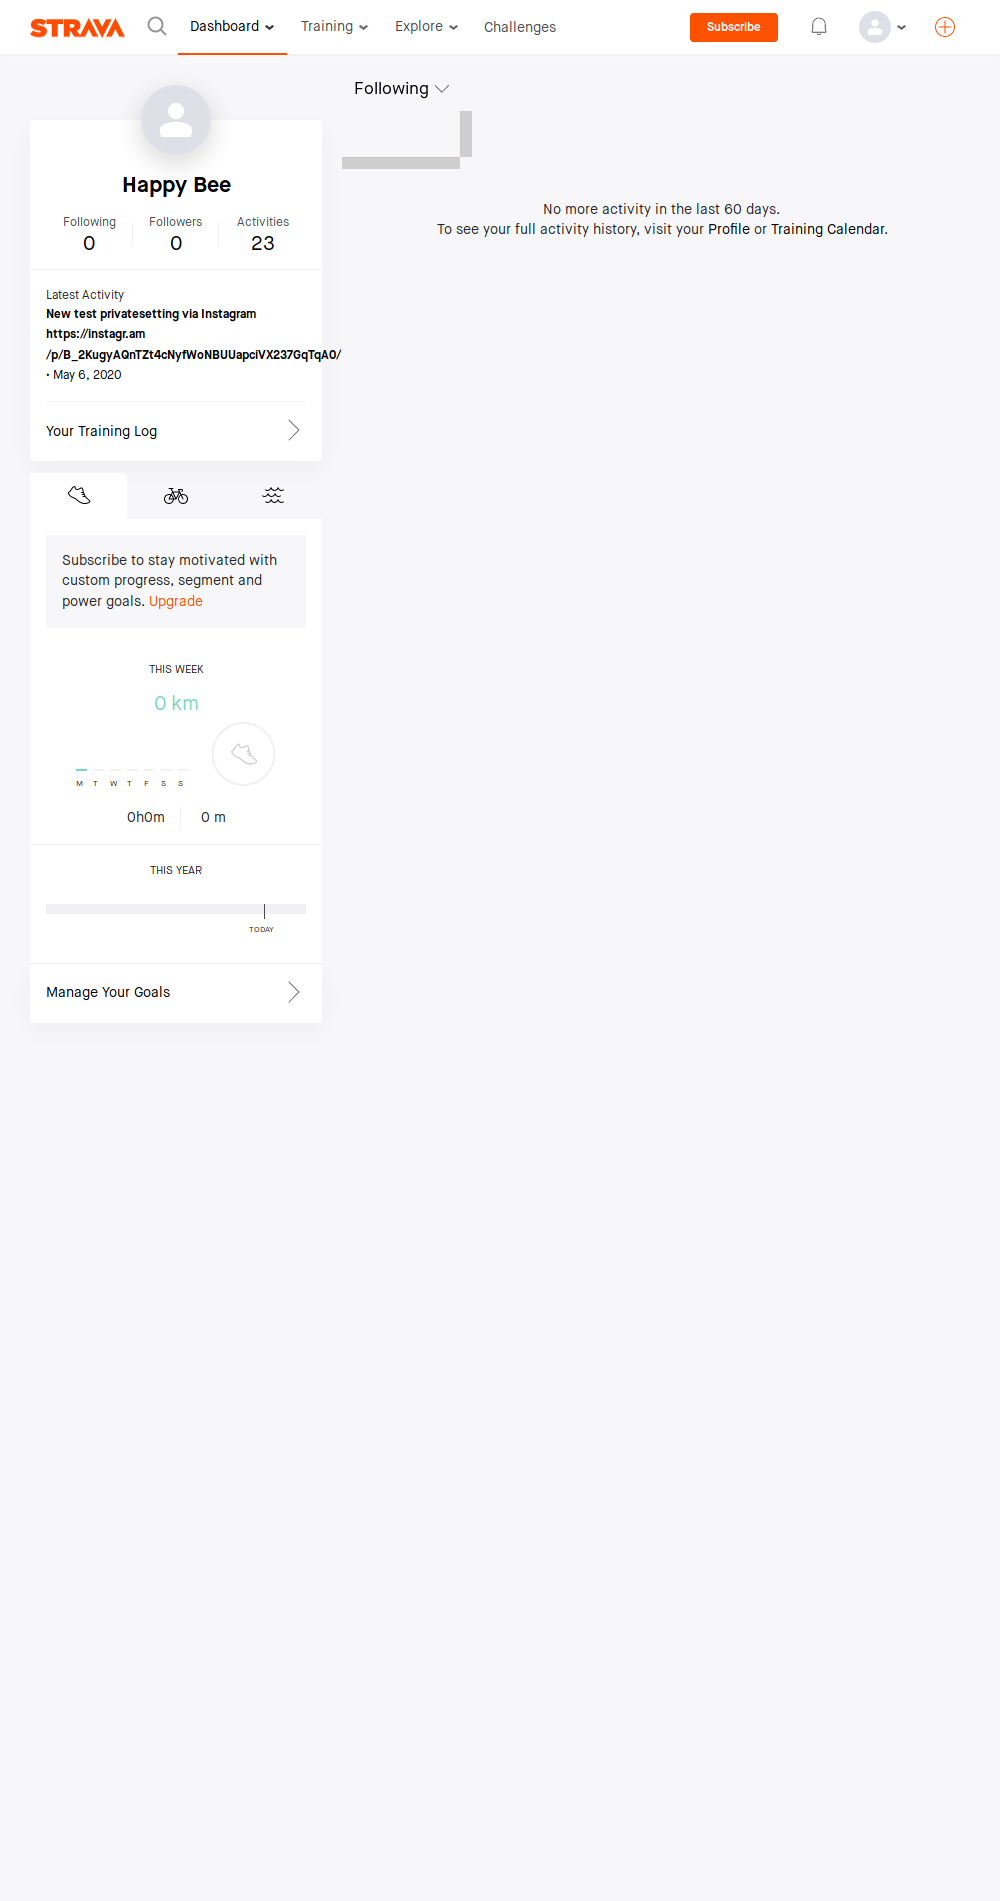 STRAVA Dashboard Training Explore Challenges Subscribe
Following
Happy Bee
Following Followers Activities
0 0 23
Latest Activity
New test privatesetting via Instagram
https://instagr.am
/p/B_2KugyAQnTZt4cNyfWoNBUUapciVX237GqTqA0/
• May 6, 2020
Your Training Log
No more activity in the last 60 days.
To see your full activity history, visit your Profile or Training Calendar.
Subscribe to stay motivated with
custom progress, segment and
power goals. Upgrade
THIS WEEK
0 km
M T W T F S S
0h0m 0 m
THIS YEAR
TODAY
Manage Your Goals